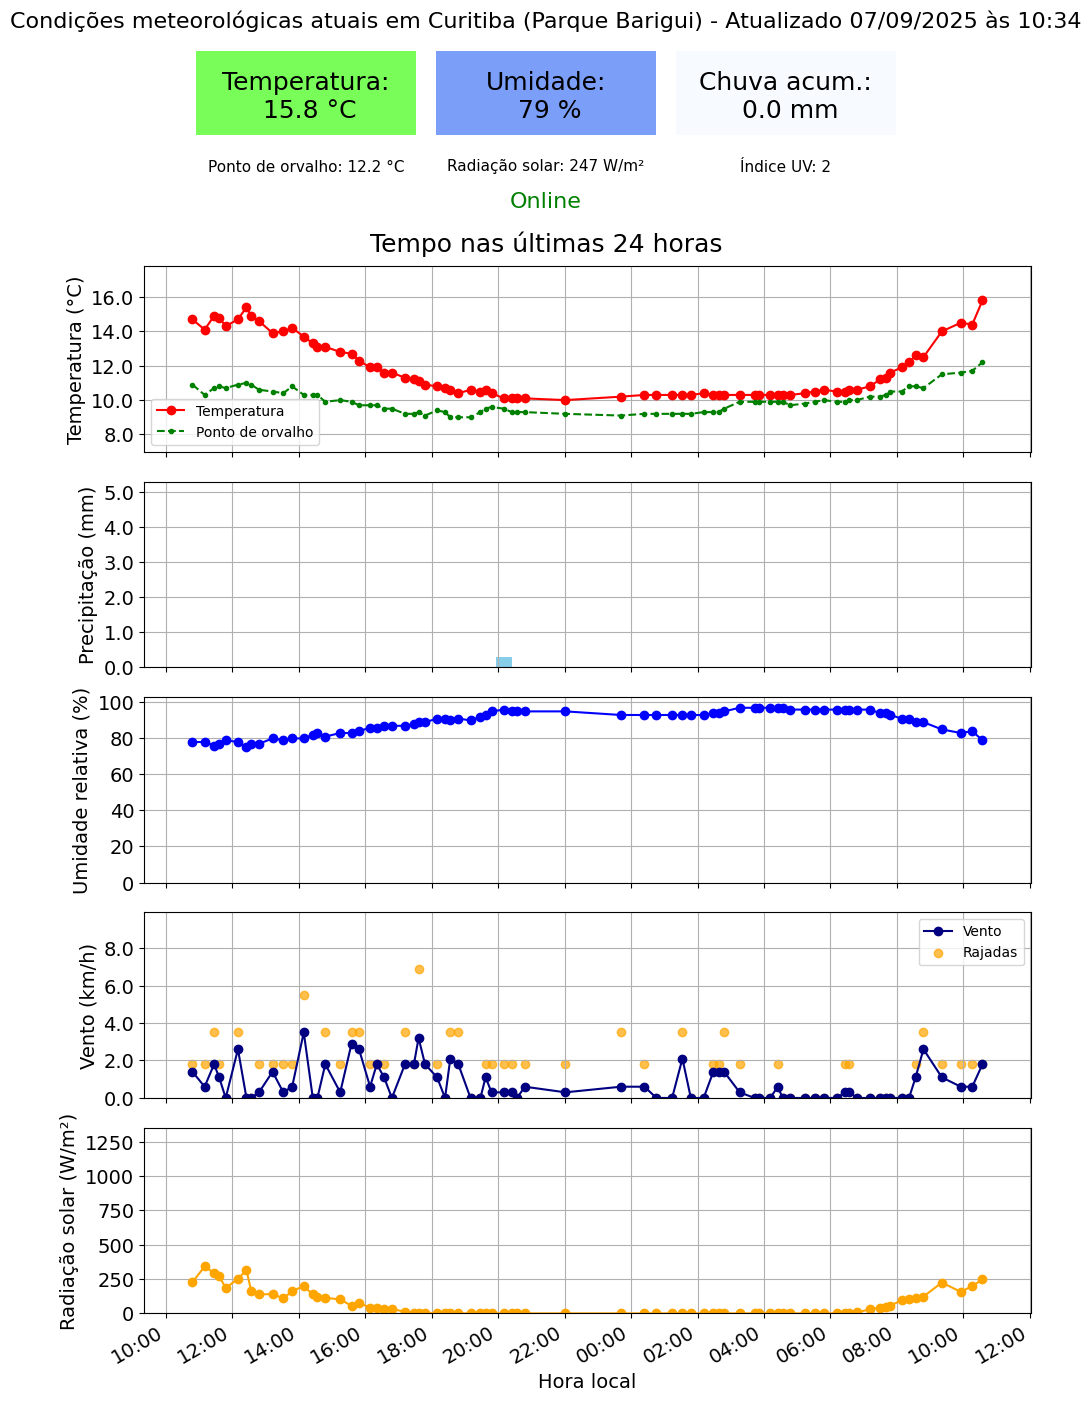 Condições meteorológicas atuais em Curitiba (Parque Barigui) - Atualizado 07/09/2025 às 10:34
Temperatura:
15.8 °C
Umidade:
79 %
Chuva acum.:
0.0 mm
Ponto de orvalho: 12.2 °C
Radiação solar: 247 W/m²
Índice UV: 2
Online
Tempo nas últimas 24 horas
Temperatura (°C)
16.0
14.0
12.0
10.0
8.0
Temperatura
Ponto de orvalho
Precipitação (mm)
5.0
4.0
3.0
2.0
1.0
0.0
Umidade relativa (%)
100
80
60
40
20
0
Vento (km/h)
8.0
6.0
4.0
2.0
0.0
Vento
Rajadas
Radiação solar (W/m²)
1250
1000
750
500
250
0
10:00
12:00
14:00
16:00
18:00
20:00
22:00
00:00
02:00
04:00
06:00
08:00
10:00
12:00
Hora local